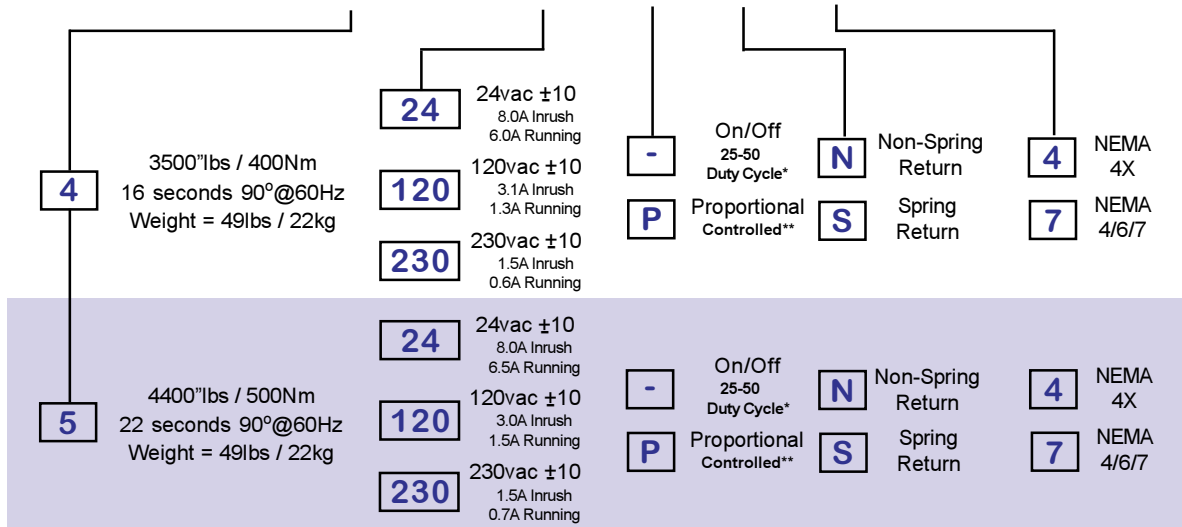 4
3500"lbs / 400Nm
16 seconds 90°@60Hz
Weight = 49lbs / 22kg
24
24vac ±10
8.0A Inrush
6.0A Running
120
120vac ±10
3.1A Inrush
1.3A Running
230
230vac ±10
1.5A Inrush
0.6A Running
-
On/Off
25-50
Duty Cycle*
P
Proportional
Controlled**
N
Non-Spring
Return
S
Spring
Return
4
NEMA
4X
7
NEMA
4/6/7
5
4400"lbs / 500Nm
22 seconds 90°@60Hz
Weight = 49lbs / 22kg
24
24vac ±10
8.0A Inrush
6.5A Running
120
120vac ±10
3.0A Inrush
1.5A Running
230
230vac ±10
1.5A Inrush
0.7A Running
-
On/Off
25-50
Duty Cycle*
P
Proportional
Controlled**
N
Non-Spring
Return
S
Spring
Return
4
NEMA
4X
7
NEMA
4/6/7